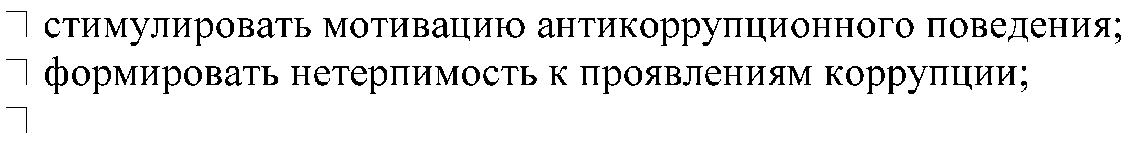 стимулировать мотивацию антикоррупционного поведения;
формировать нетерпимость к проявлениям коррупции;